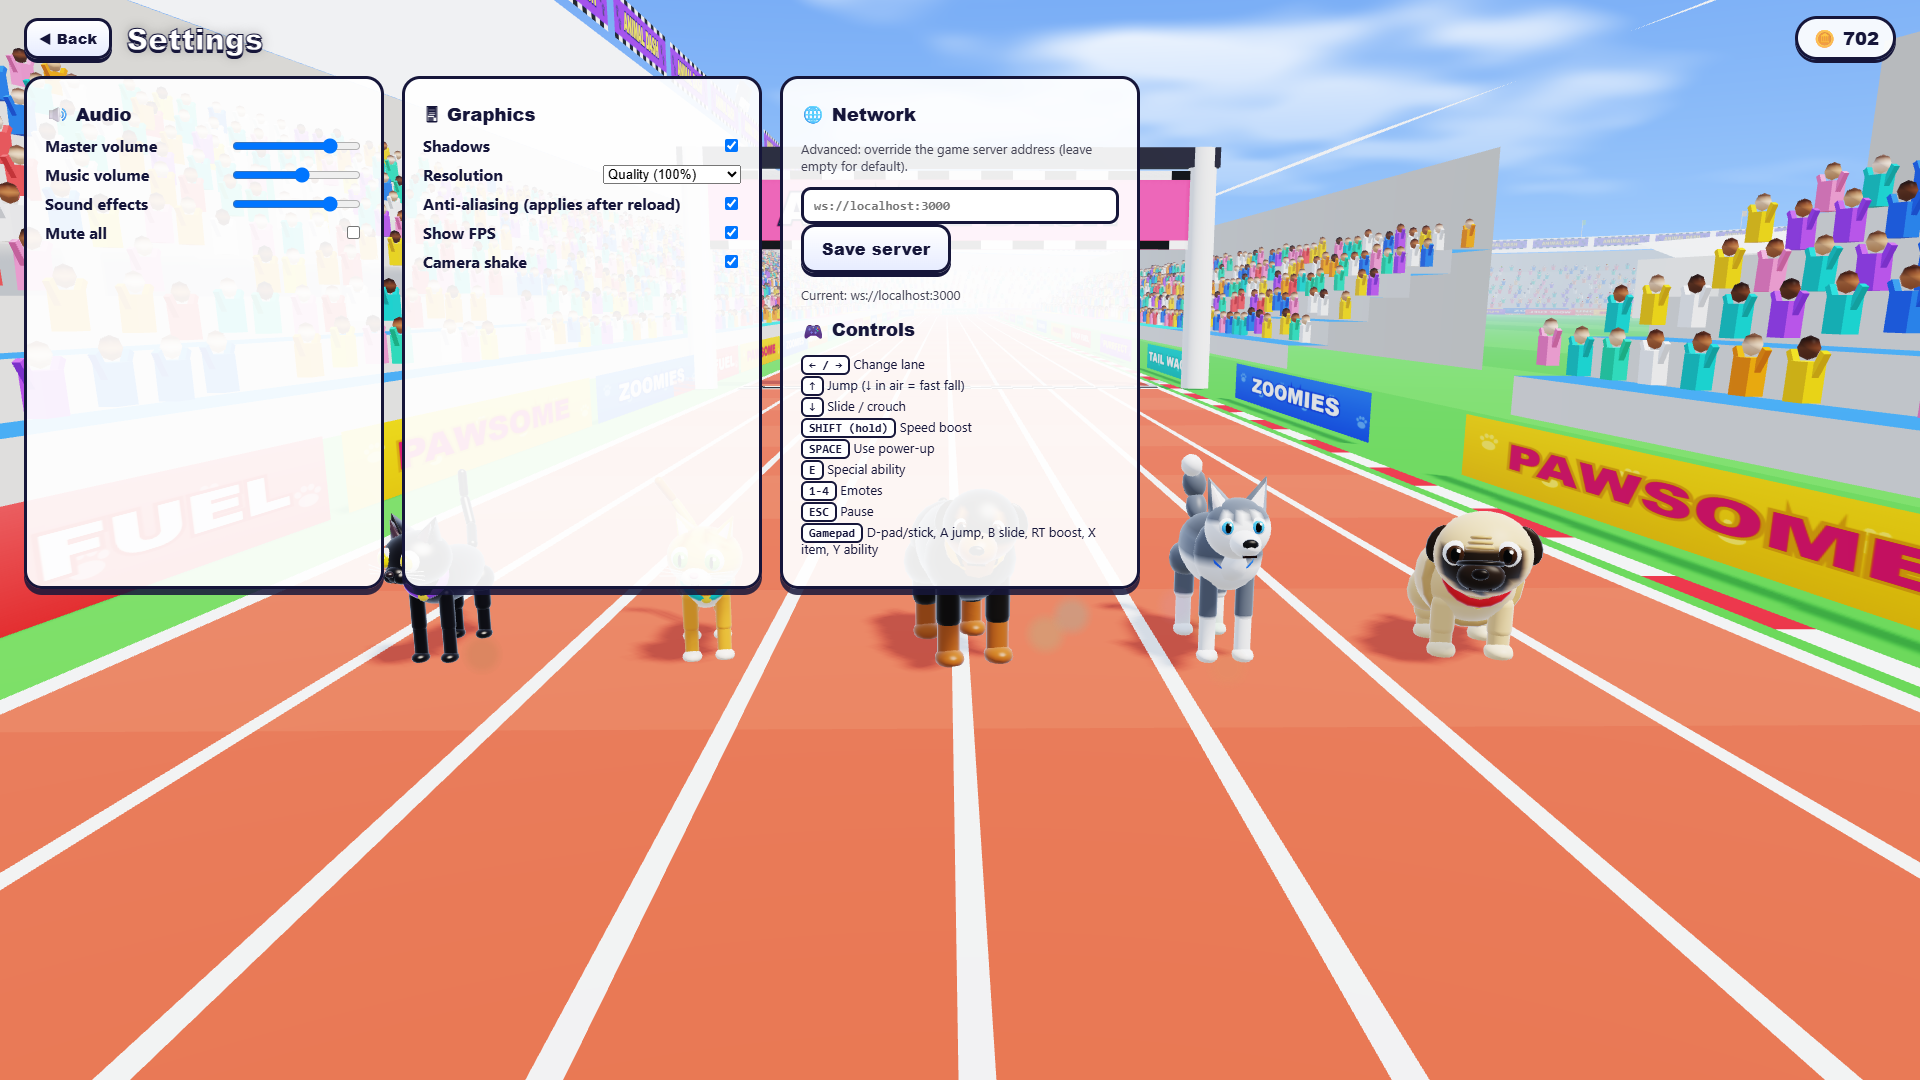 ◀ Back
Settings
702
Audio
Master volume
Music volume
Sound effects
Mute all
Graphics
Shadows
Resolution
Quality (100%)
Anti-aliasing (applies after reload)
Show FPS
Camera shake
Network
Advanced: override the game server address (leave
empty for default).
ws://localhost:3000
Save server
Current: ws://localhost:3000
Controls
← / → Change lane
↑ Jump (↓ in air = fast fall)
↓ Slide / crouch
SHIFT (hold) Speed boost
SPACE Use power-up
E Special ability
1-4 Emotes
ESC Pause
Gamepad D-pad/stick, A jump, B slide, RT boost, X
item, Y ability
ANIMAL DASH
FUEL
PAWSOME
ZOOMIES
TAIL WAG
ZOOMIES
PAWSOME